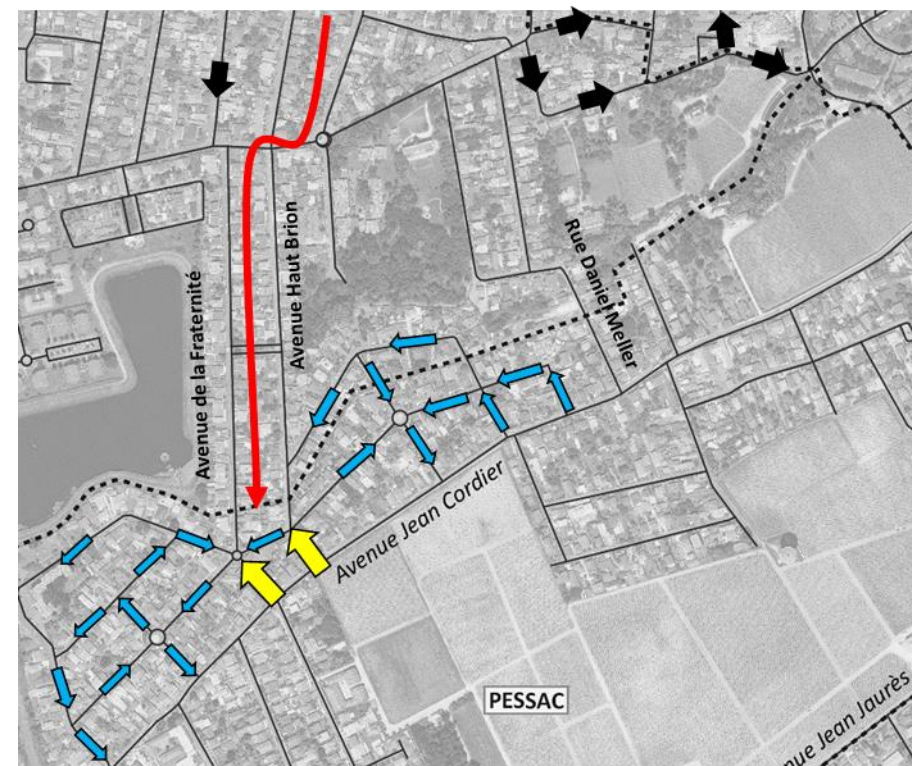 Avenue de la Fraternité
Avenue Haut Brion
Rue Daniel Meller
Avenue Jean Cordier
PESSAC
nue Jean Jaurès